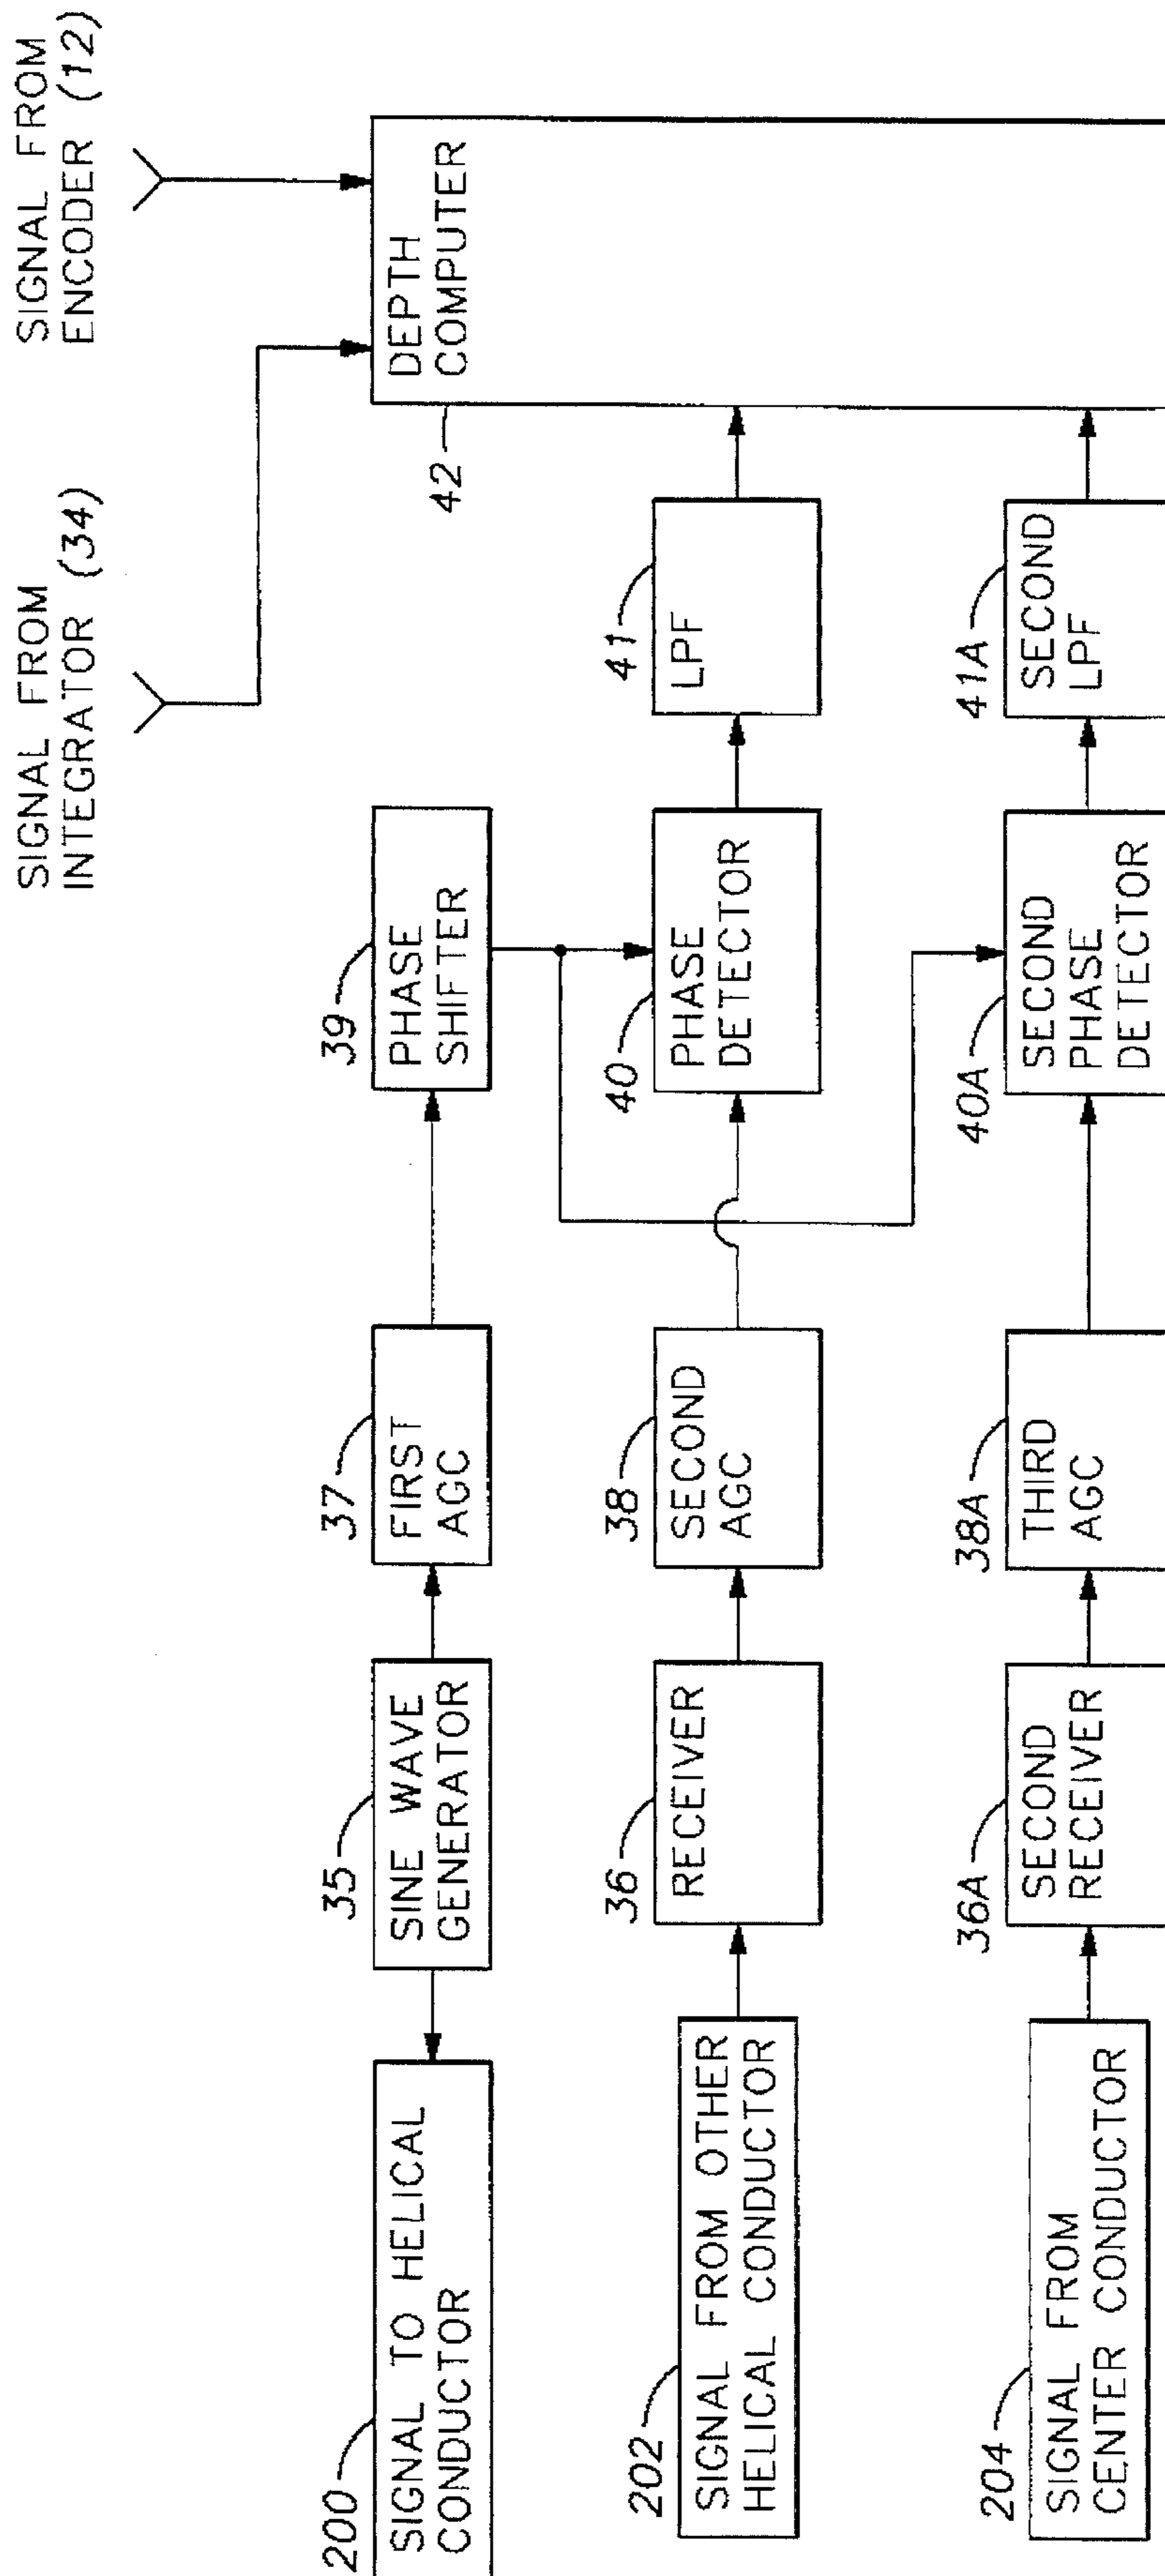 SIGNAL FROM
INTEGRATOR (34)
SIGNAL FROM
ENCODER (12)
200
SIGNAL TO HELICAL
CONDUCTOR
35
SINE WAVE
GENERATOR
37
FIRST
AGC
39
PHASE
SHIFTER
42
DEPTH
COMPUTER
202
SIGNAL FROM OTHER
HELICAL CONDUCTOR
36
RECEIVER
38
SECOND
AGC
40
PHASE
DETECTOR
41
LPF
204
SIGNAL FROM
CENTER CONDUCTOR
36A
SECOND
RECEIVER
38A
THIRD
AGC
40A
SECOND
PHASE
DETECTOR
41A
SECOND
LPF